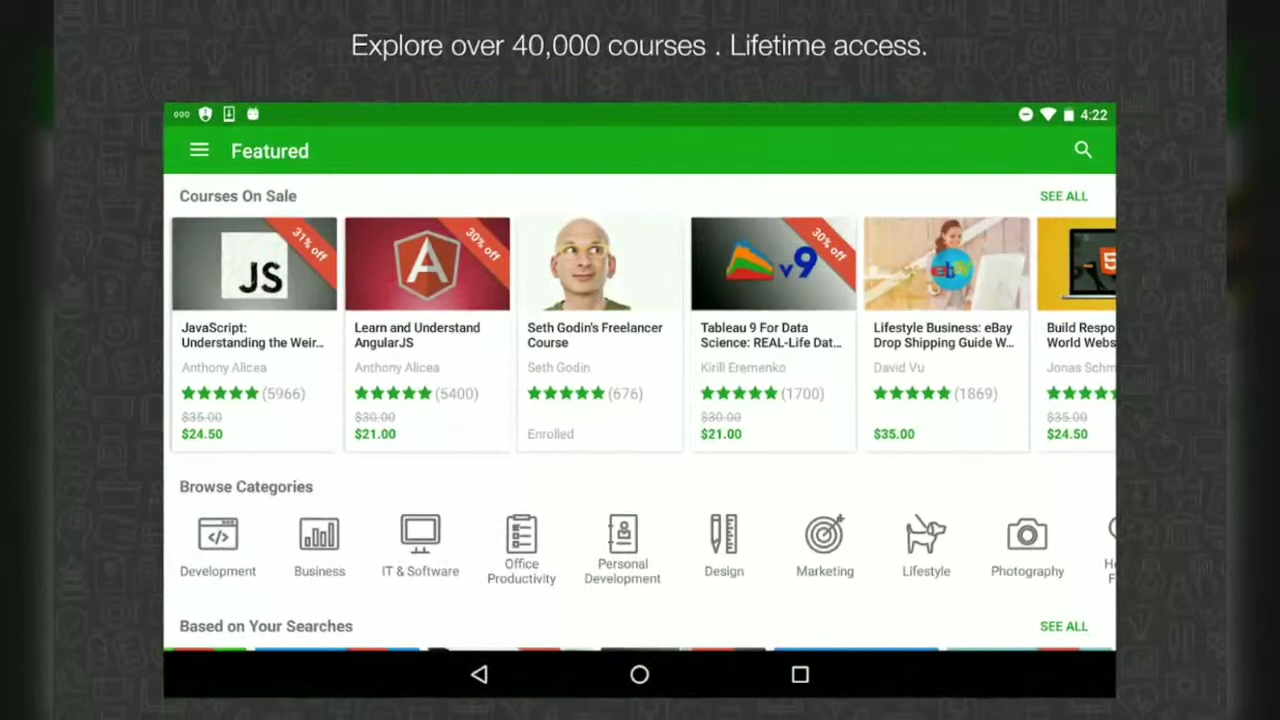 Explore over 40,000 courses . Lifetime access.
4:22
Featured
Courses On Sale
SEE ALL
JS
31% off
30% off
v9
30% off
ebay
5
JavaScript:
Understanding the Weir...
Anthony Alicea
(5966)
$35.00
$24.50
Learn and Understand
AngularJS
Anthony Alicea
(5400)
$30.00
$21.00
Seth Godin's Freelancer
Course
Seth Godin
(676)
Enrolled
Tableau 9 For Data
Science: REAL-Life Dat...
Kirill Eremenko
(1700)
$30.00
$21.00
Lifestyle Business: eBay
Drop Shipping Guide W...
David Vu
(1869)
$35.00
Build Respo
World Webs
Jonas Schm
$35.00
$24.50
Browse Categories
Development
Business
IT & Software
Office
Productivity
Personal
Development
Design
Marketing
Lifestyle
Photography
Based on Your Searches
SEE ALL